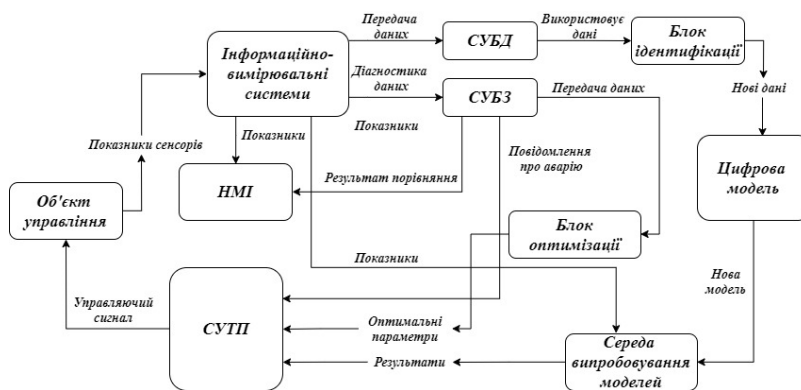 Передача
даних
Використовує
дані
Інформаційно-
вимірювальні
системи
СУБД
Блок
ідентифікації
Діагностика
даних
СУБЗ
Передача даних
Нові дані
Показники сенсорів
Показники
Показники
Повідомлення
про аварію
Результат порівняння
НМІ
Цифрова
модель
Об'єкт
управління
Блок
оптимізації
Показники
Нова
модель
Управляючий
сигнал
СУТП
Оптимальні
параметри
Результати
Середа
випробовування
моделей